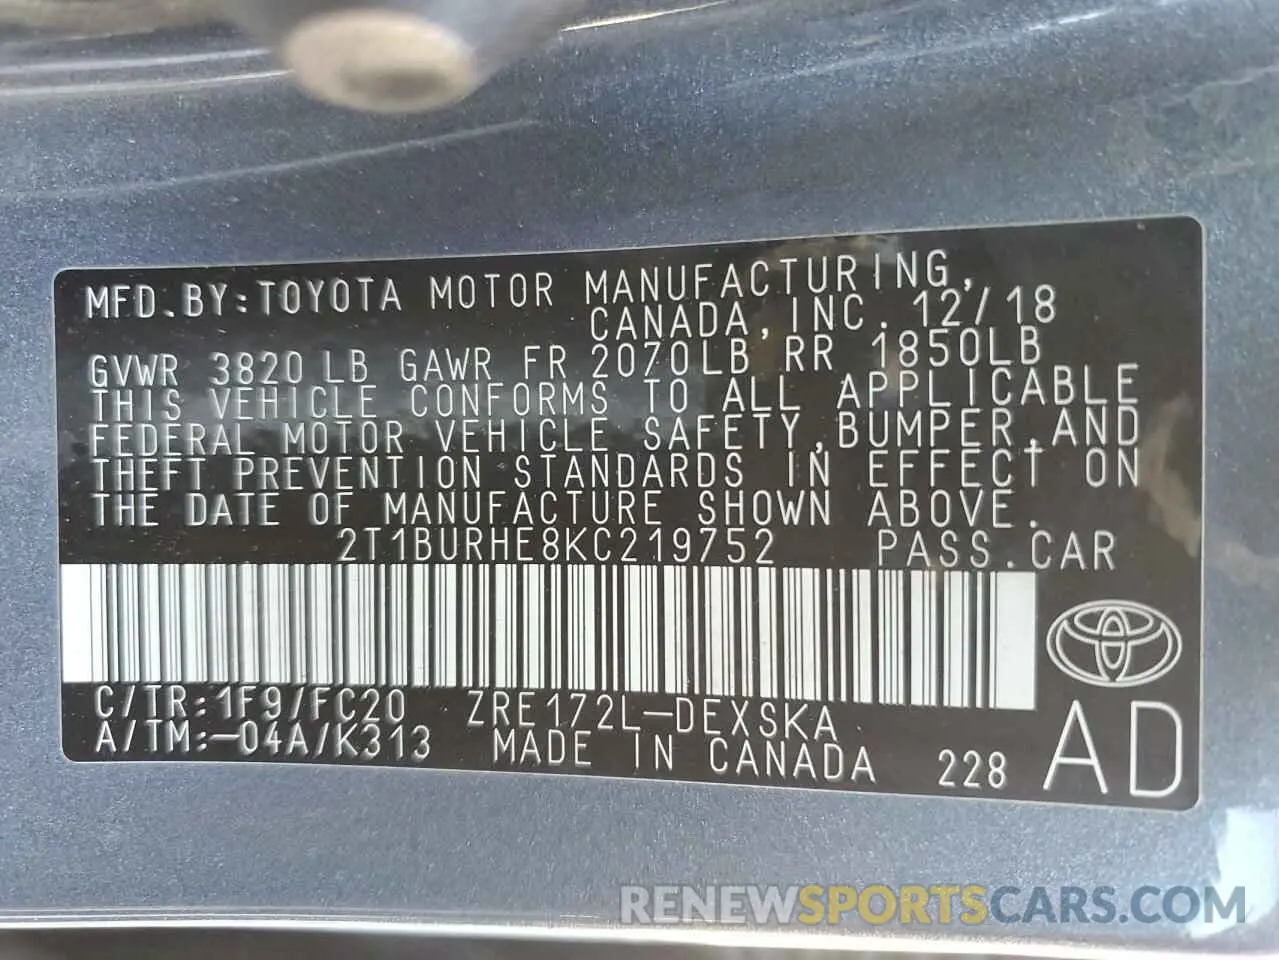 MFD.BY:TOYOTA MOTOR MANUFACTURING,
CANADA,INC. 12/18
GVWR 3820 LB GAWR FR 2070LB RR 1850LB
THIS VEHICLE CONFORMS TO ALL APPLICABLE
FEDERAL MOTOR VEHICLE SAFETY,BUMPER,AND
THEFT PREVENTION STANDARDS IN EFFECT ON
THE DATE OF MANUFACTURE SHOWN ABOVE.
2T1BURHE8KC219752 PASS.CAR
C/TR:1F9/FC20 ZRE172L-DEXSKA
A/TM:-04A/K313 MADE IN CANADA 228 AD
RENEWSPORTSCARS.COM